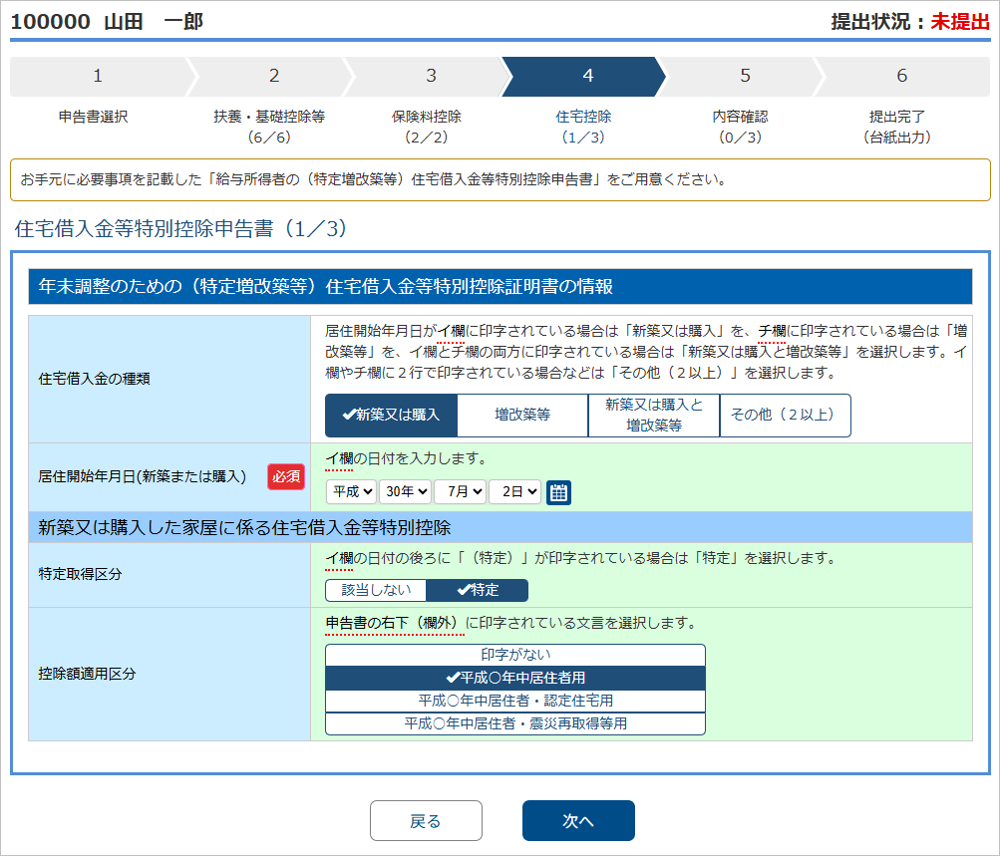 100000 山田　一郎
提出状況：未提出
1
2
3
4
5
6
申告書選択
扶養・基礎控除等
（6／6）
保険料控除
（2／2）
住宅控除
（1／3）
内容確認
（0／3）
提出完了
（台紙出力）
お手元に必要事項を記載した「給与所得者の（特定増改築等）住宅借入金等特別控除申告書」をご用意ください。
住宅借入金等特別控除申告書（1／3）
年末調整のための（特定増改築等）住宅借入金等特別控除証明書の情報
住宅借入金の種類
居住開始年月日がイ欄に印字されている場合は「新築又は購入」を、チ欄に印字されている場合は「増
改築等」を、イ欄とチ欄の両方に印字されている場合は「新築又は購入と増改築等」を選択します。イ
欄やチ欄に２行で印字されている場合などは「その他（２以上）」を選択します。
✔新築又は購入
増改築等
新築又は購入と
増改築等
その他（２以上）
居住開始年月日(新築または購入)
必須
イ欄の日付を入力します。
平成
30年
7月
2日
新築又は購入した家屋に係る住宅借入金等特別控除
特定取得区分
イ欄の日付の後ろに「（特定）」が印字されている場合は「特定」を選択します。
該当しない
✔特定
控除額適用区分
申告書の右下（欄外）に印字されている文言を選択します。
印字がない
✔平成〇年中居住者用
平成〇年中居住者・認定住宅用
平成〇年中居住者・震災再取得等用
戻る
次へ